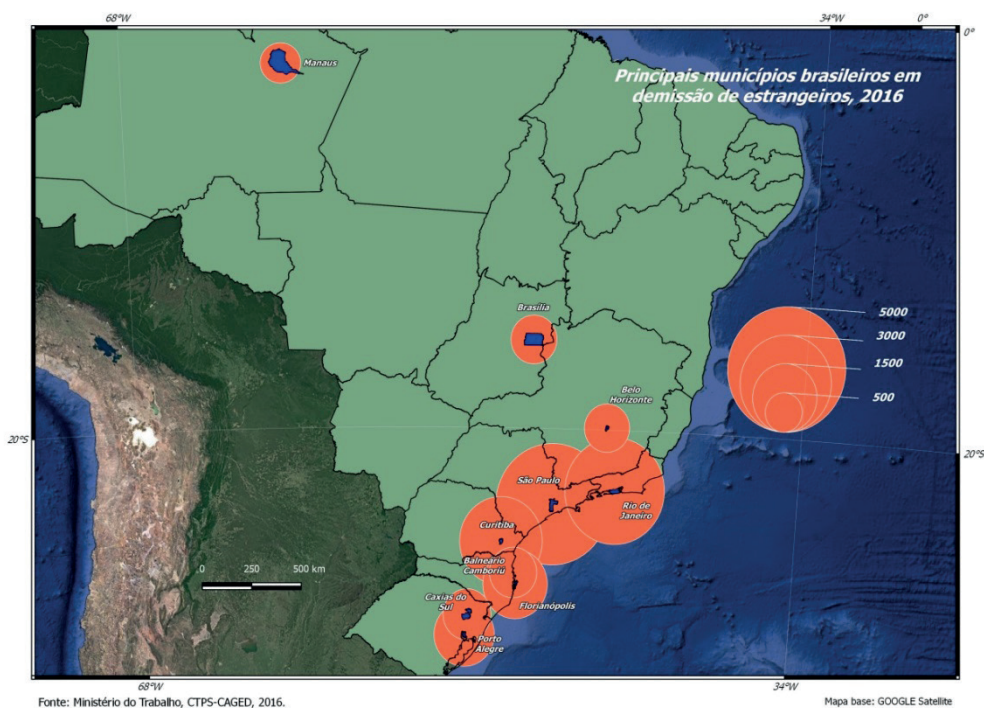 68°W
34°W
0°
0°
Principais municípios brasileiros em
demissão de estrangeiros, 2016
Manaus
Brasília
5000
3000
1500
500
Belo
Horizonte
20°S
20°S
São Paulo
Rio de
Janeiro
Curitiba
Balneário
Camboriu
0 250 500 km
Caxias do
Sul
Florianópolis
Porto
Alegre
68°W
34°W
Fonte: Ministério do Trabalho, CTPS-CAGED, 2016.
Mapa base: GOOGLE Satellite